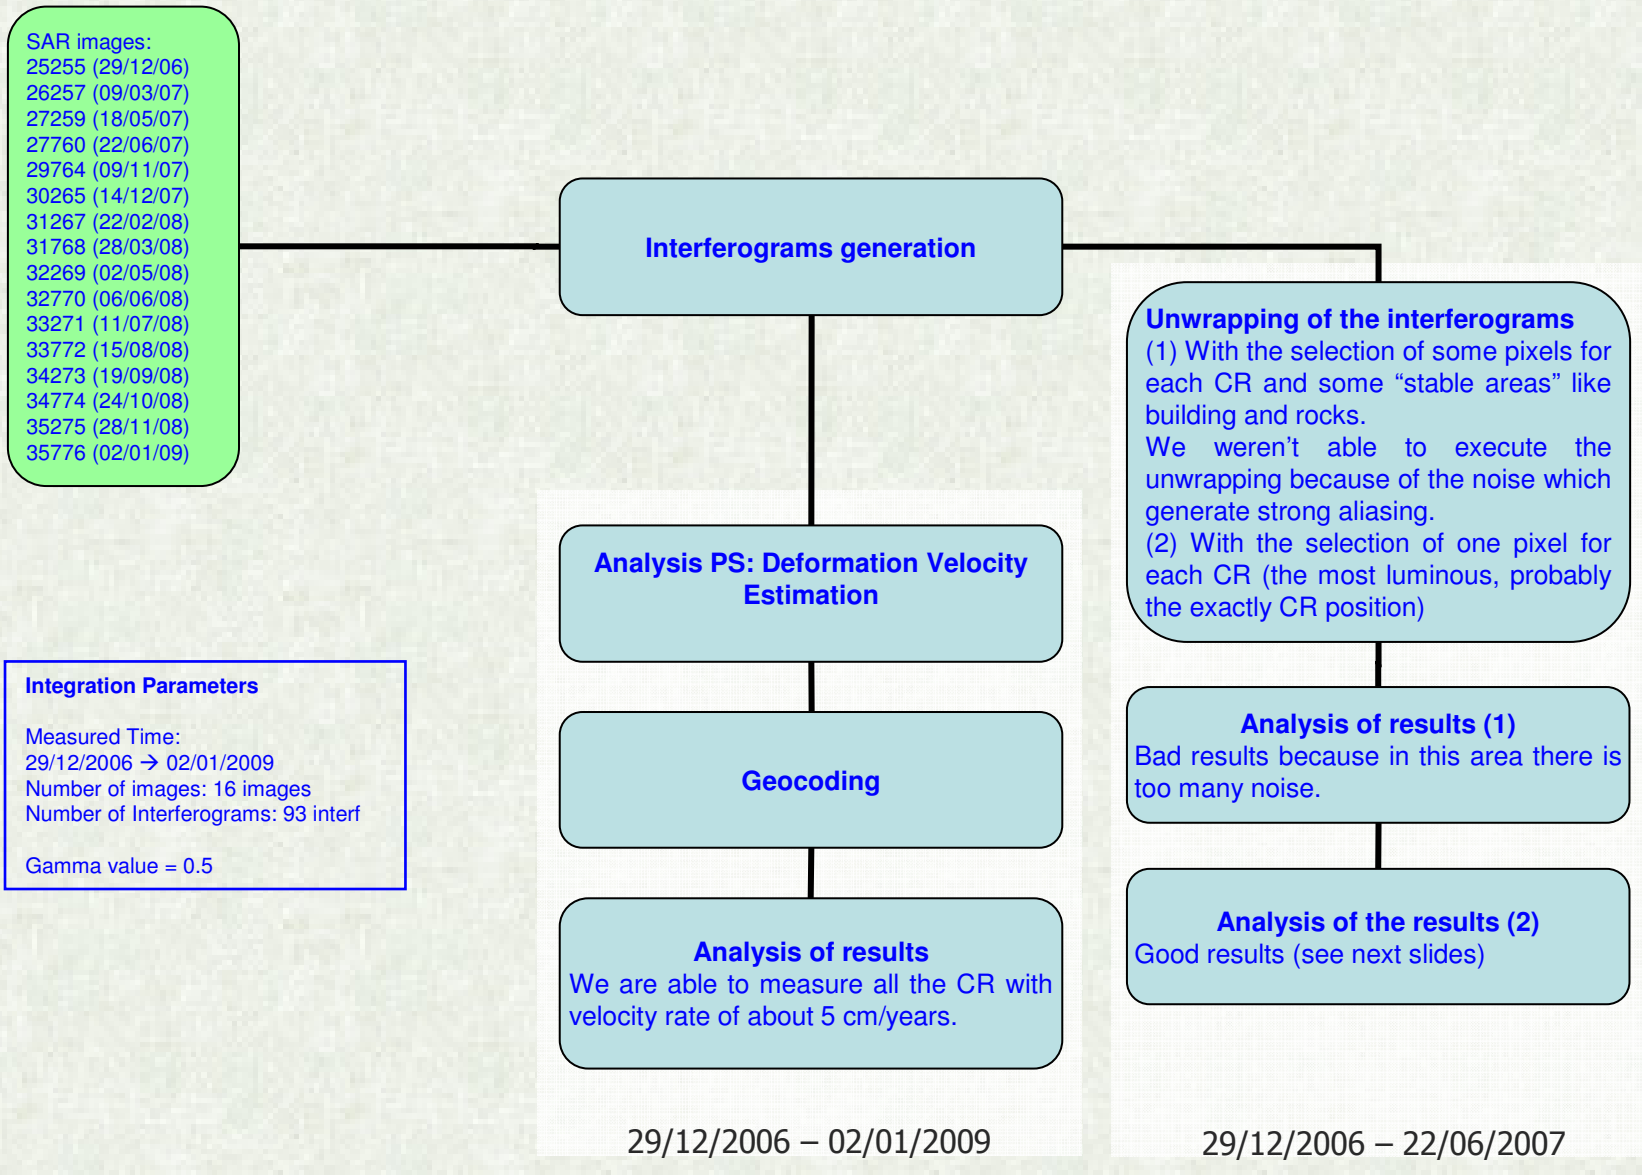 SAR images:
25255 (29/12/06)
26257 (09/03/07)
27259 (18/05/07)
27760 (22/06/07)
29764 (09/11/07)
30265 (14/12/07)
31267 (22/02/08)
31768 (28/03/08)
32269 (02/05/08)
32770 (06/06/08)
33271 (11/07/08)
33772 (15/08/08)
34273 (19/09/08)
34774 (24/10/08)
35275 (28/11/08)
35776 (02/01/09)
Integration Parameters
Measured Time:
29/12/2006 → 02/01/2009
Number of images: 16 images
Number of Interferograms: 93 interf
Gamma value = 0.5
Interferograms generation
Analysis PS: Deformation Velocity
Estimation
Geocoding
Analysis of results
We are able to measure all the CR with
velocity rate of about 5 cm/years.
29/12/2006 – 02/01/2009
Unwrapping of the interferograms
(1) With the selection of some pixels for
each CR and some “stable areas” like
building and rocks.
We weren't able to execute the
unwrapping because of the noise which
generate strong aliasing.
(2) With the selection of one pixel for
each CR (the most luminous, probably
the exactly CR position)
Analysis of results (1)
Bad results because in this area there is
too many noise.
Analysis of the results (2)
Good results (see next slides)
29/12/2006 – 22/06/2007